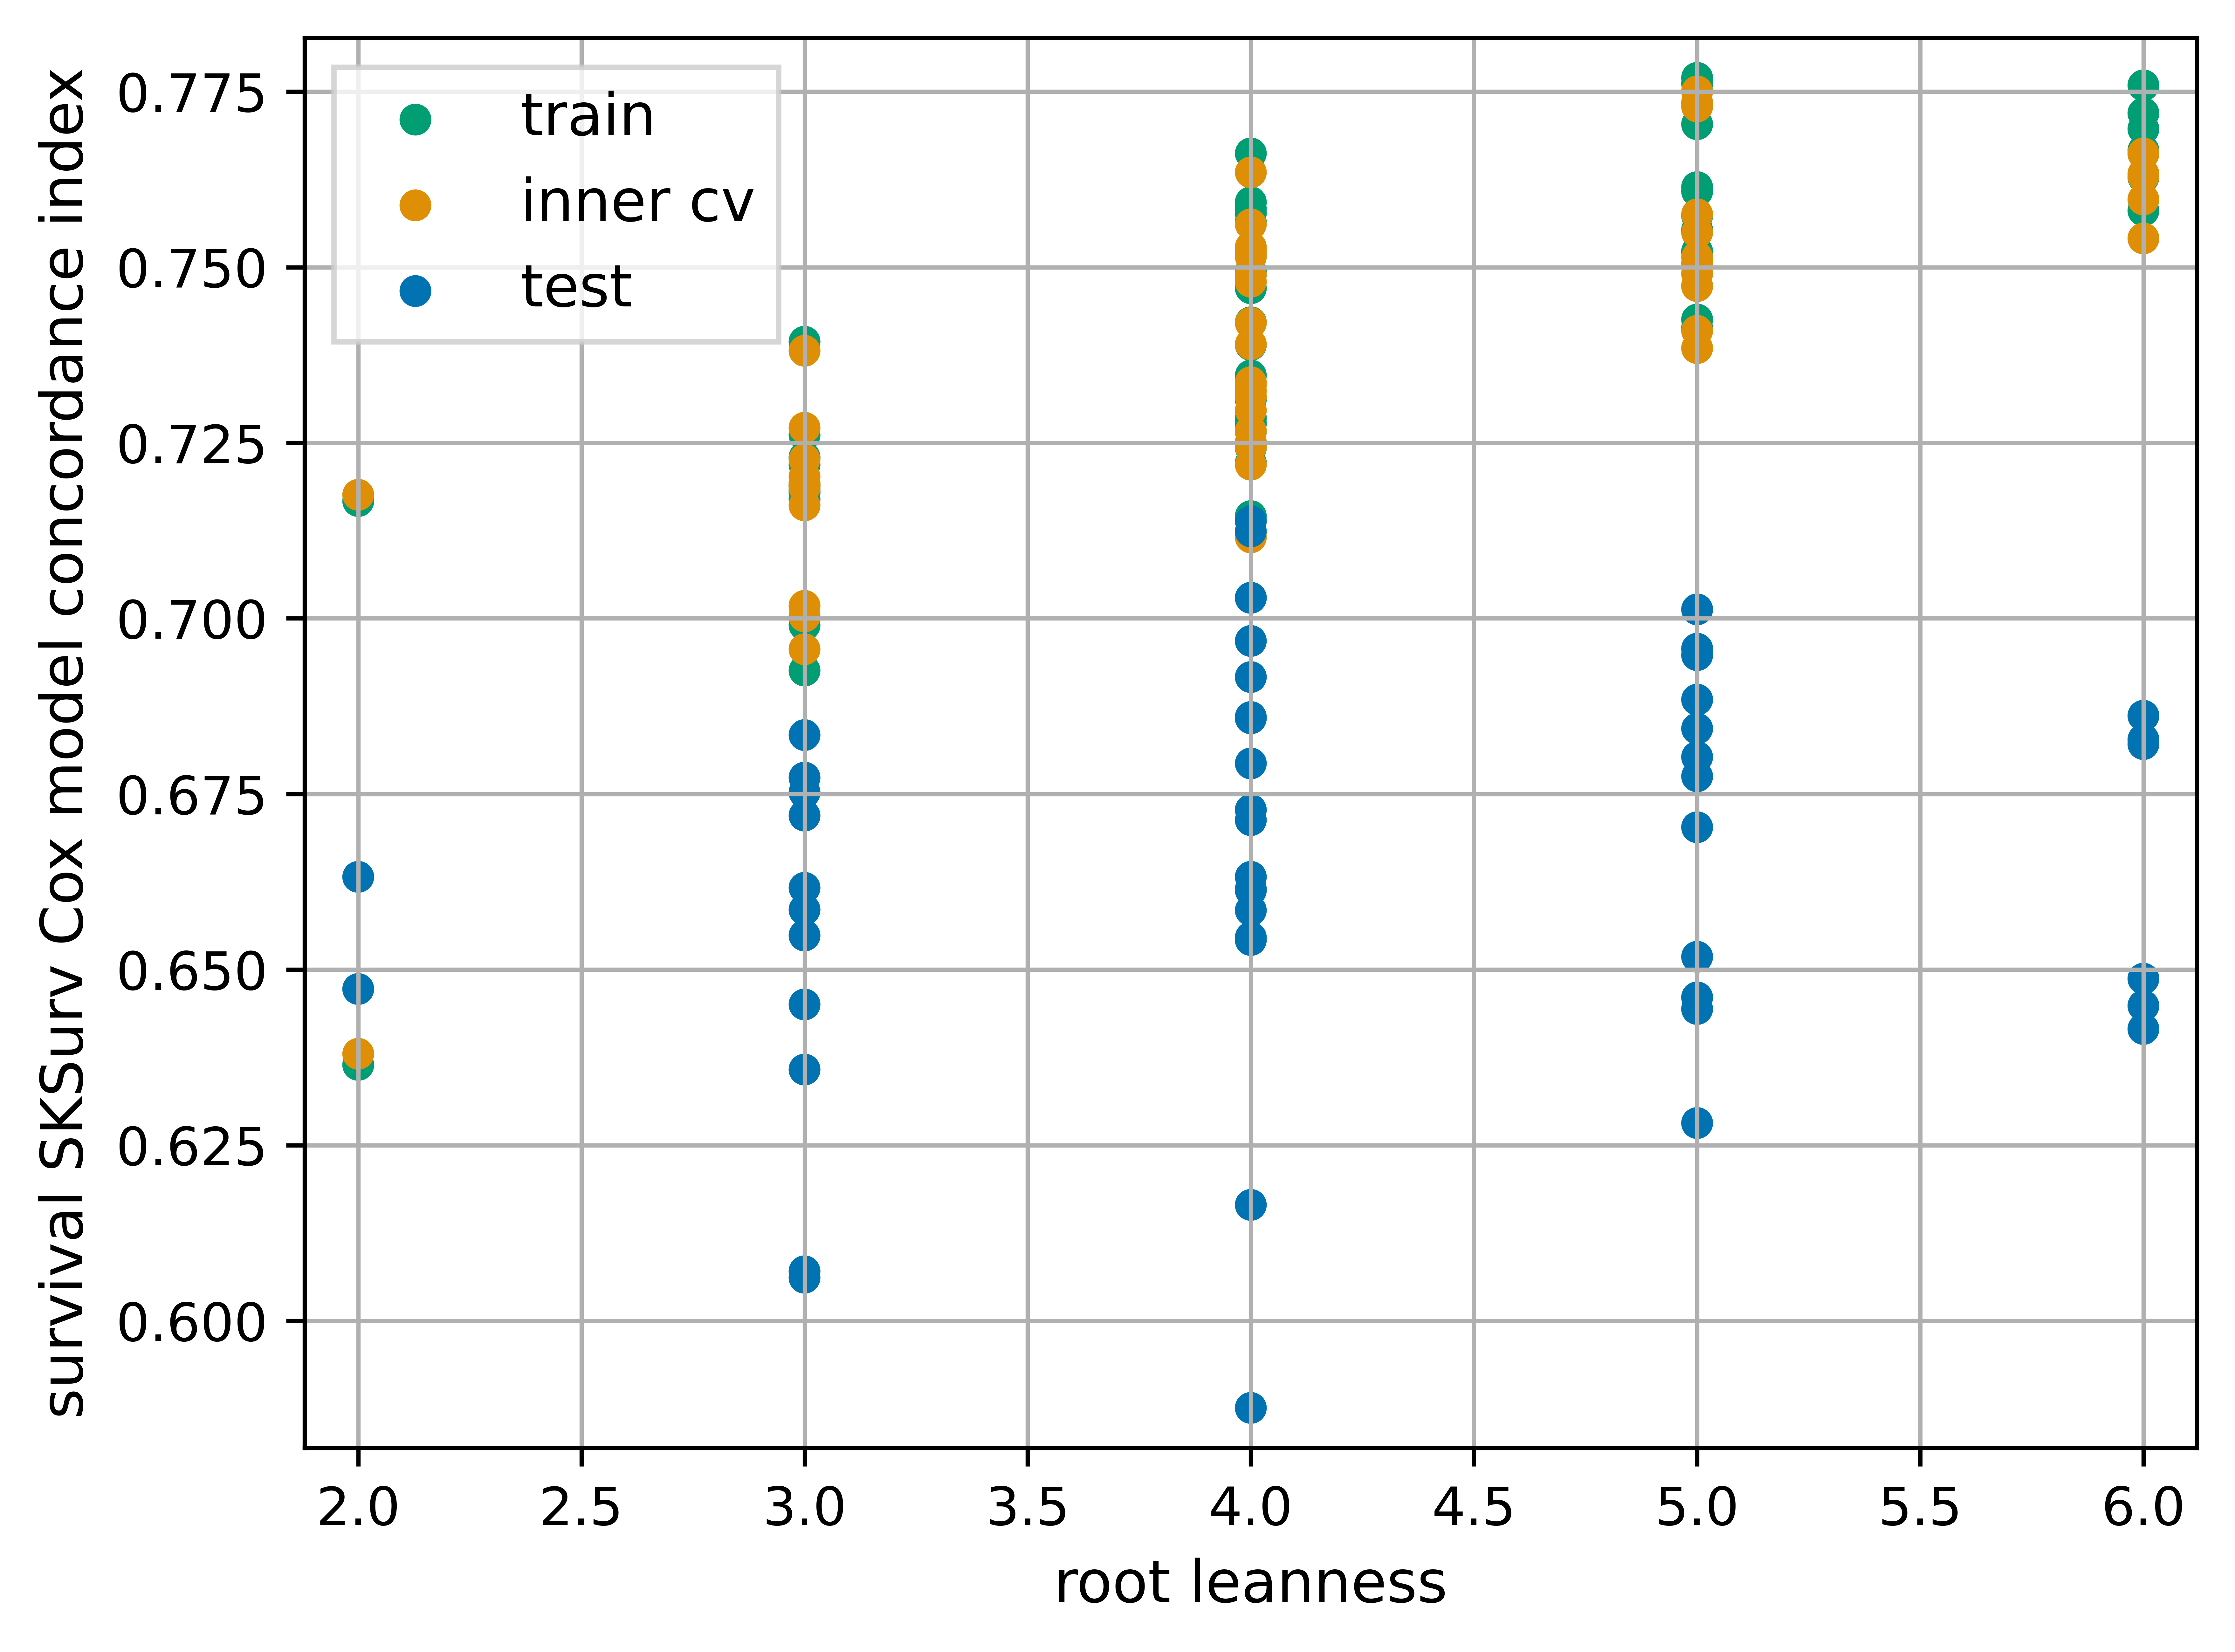 survival SKSurv Cox model concordance index
0.775
0.750
0.725
0.700
0.675
0.650
0.625
0.600
train
inner cv
test
2.0 2.5 3.0 3.5 4.0 4.5 5.0 5.5 6.0
root leanness